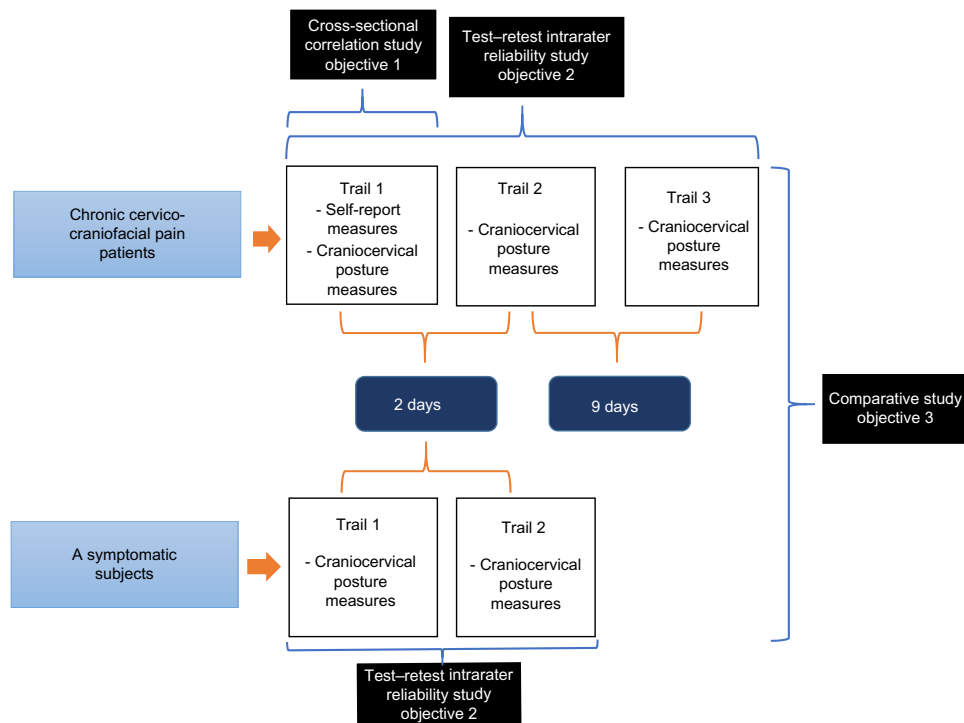 Cross-sectional
correlation study
objective 1
Test–retest intrarater
reliability study
objective 2
Chronic cervico-
craniofacial pain
patients
Trail 1
- Self-report
measures
- Craniocervical
posture
measures
Trail 2
- Craniocervical
posture
measures
Trail 3
- Craniocervical
posture
measures
2 days
9 days
Comparative study
objective 3
A symptomatic
subjects
Trail 1
- Craniocervical
posture
measures
Trail 2
- Craniocervical
posture
measures
Test–retest intrarater
reliability study
objective 2